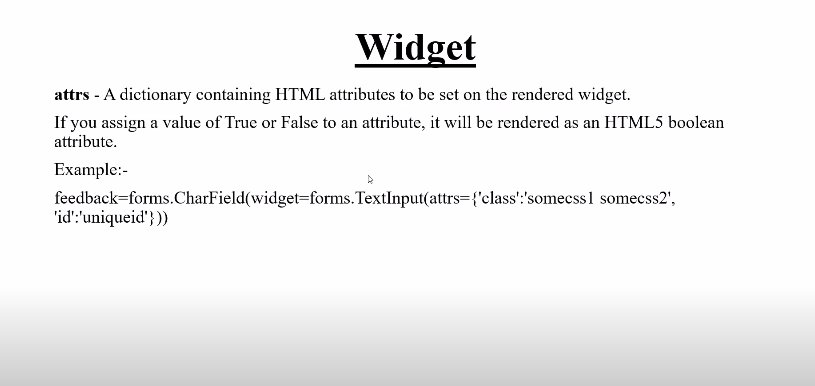 Widget
attrs - A dictionary containing HTML attributes to be set on the rendered widget.
If you assign a value of True or False to an attribute, it will be rendered as an HTML5 boolean
attribute.
Example:-
feedback=forms.CharField(widget=forms.TextInput(attrs={'class':'somecss1 somecss2',
'id':'uniqueid'}))